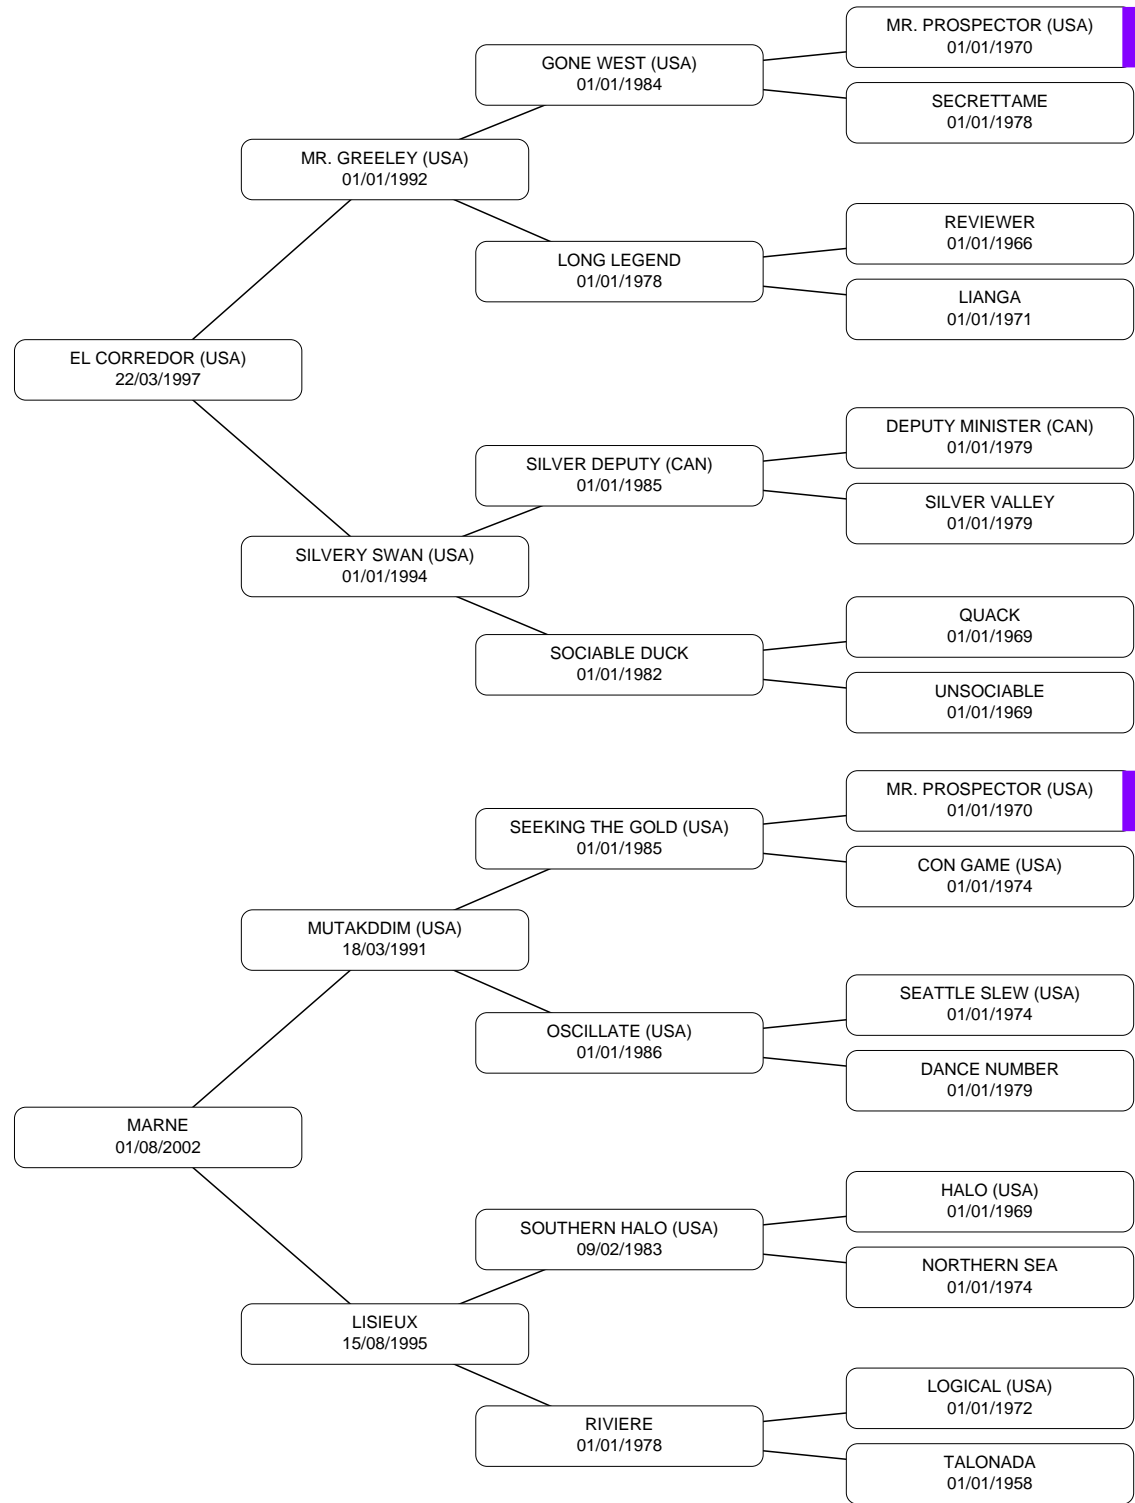 MR. PROSPECTOR (USA)
01/01/1970
GONE WEST (USA)
01/01/1984
SECRETTAME
01/01/1978
MR. GREELEY (USA)
01/01/1992
REVIEWER
01/01/1966
LONG LEGEND
01/01/1978
LIANGA
01/01/1971
EL CORREDOR (USA)
22/03/1997
DEPUTY MINISTER (CAN)
01/01/1979
SILVER DEPUTY (CAN)
01/01/1985
SILVER VALLEY
01/01/1979
SILVERY SWAN (USA)
01/01/1994
QUACK
01/01/1969
SOCIABLE DUCK
01/01/1982
UNSOCIABLE
01/01/1969
MR. PROSPECTOR (USA)
01/01/1970
SEEKING THE GOLD (USA)
01/01/1985
CON GAME (USA)
01/01/1974
MUTAKDDIM (USA)
18/03/1991
SEATTLE SLEW (USA)
01/01/1974
OSCILLATE (USA)
01/01/1986
DANCE NUMBER
01/01/1979
MARNE
01/08/2002
HALO (USA)
01/01/1969
SOUTHERN HALO (USA)
09/02/1983
NORTHERN SEA
01/01/1974
LISIEUX
15/08/1995
LOGICAL (USA)
01/01/1972
RIVIERE
01/01/1978
TALONADA
01/01/1958